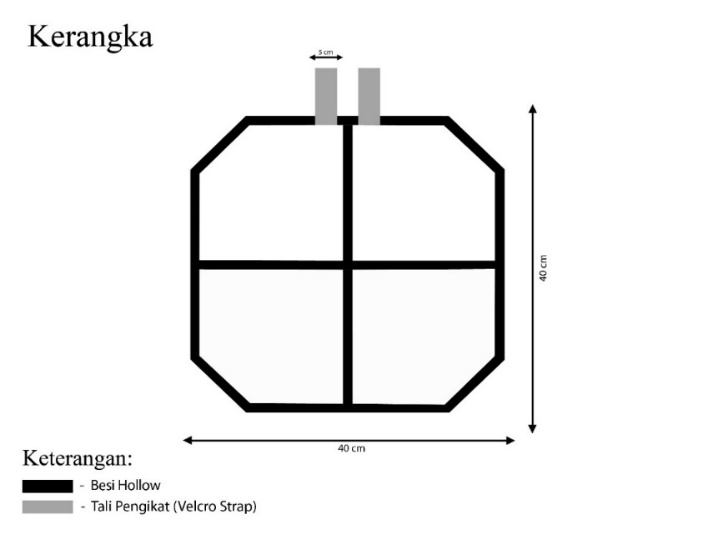 Kerangka
5 cm
40 cm
40 cm
Keterangan:
- Besi Hollow
- Tali Pengikat (Velcro Strap)